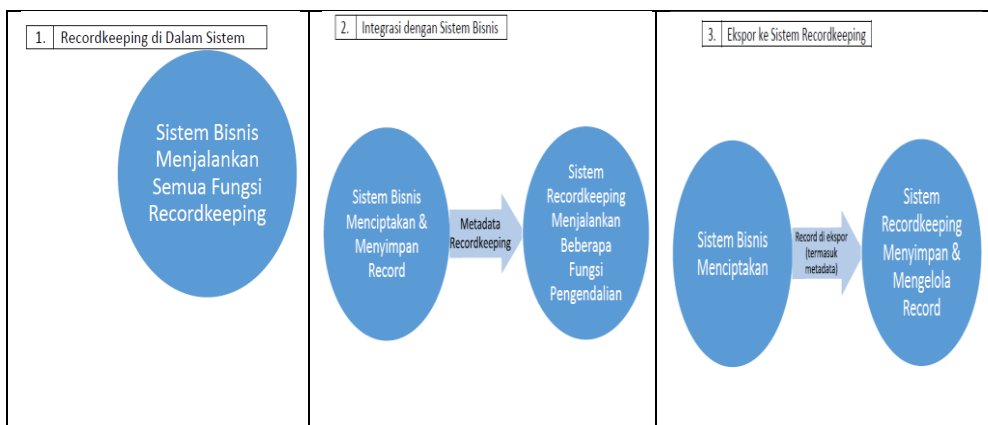 1. Recordkeeping di Dalam Sistem
Sistem Bisnis
Menjalankan
Semua Fungsi
Recordkeeping
2. Integrasi dengan Sistem Bisnis
Sistem Bisnis
Menciptakan &
Menyimpan
Record
Metadata
Recordkeeping
Sistem
Recordkeeping
Menjalankan
Beberapa
Fungsi
Pengendalian
3. Ekspor ke Sistem Recordkeeping
Sistem Bisnis
Menciptakan
Record di ekspor
(termasuk
metadata)
Sistem
Recordkeeping
Menyimpan &
Mengelola
Record